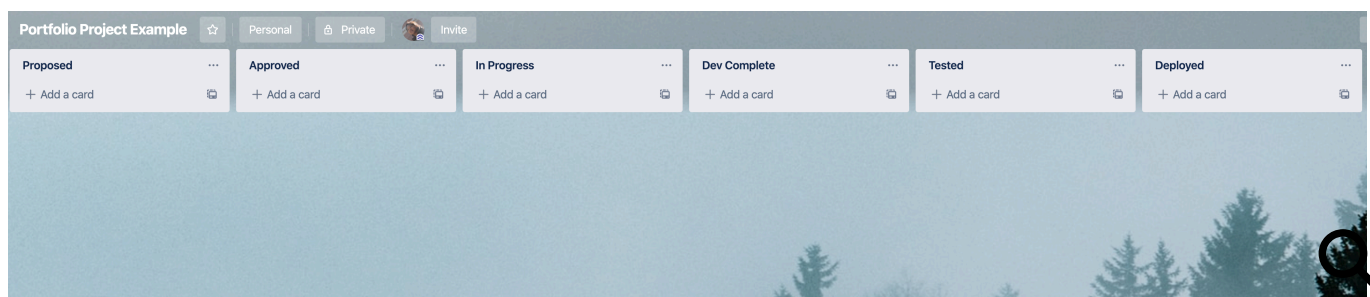 Portfolio Project Example Personal Private Invite
Proposed
+ Add a card
Approved
+ Add a card
In Progress
+ Add a card
Dev Complete
+ Add a card
Tested
+ Add a card
Deployed
+ Add a card